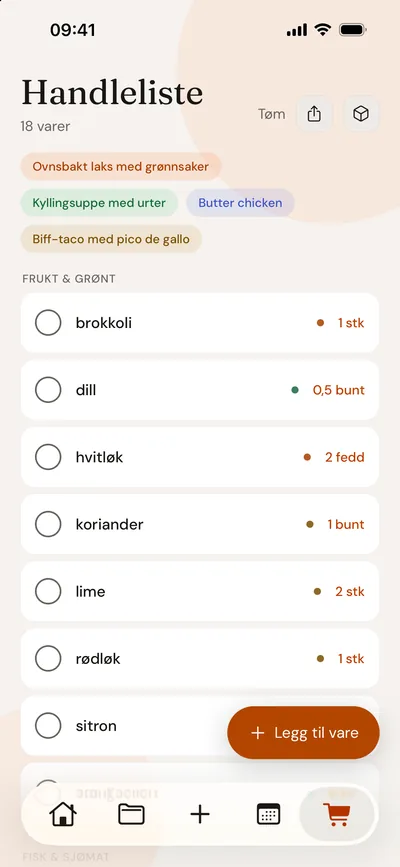 09:41
Handleliste
18 varer
Tøm
Ovnsbakt laks med grønnsaker
Kyllingsuppe med urter
Butter chicken
Biff-taco med pico de gallo
FRUKT & GRØNT
brokkoli
1 stk
dill
0,5 bunt
hvitløk
2 fedd
koriander
1 bunt
lime
2 stk
rødløk
1 stk
sitron
+ Legg til vare
FISK & SJØMAT